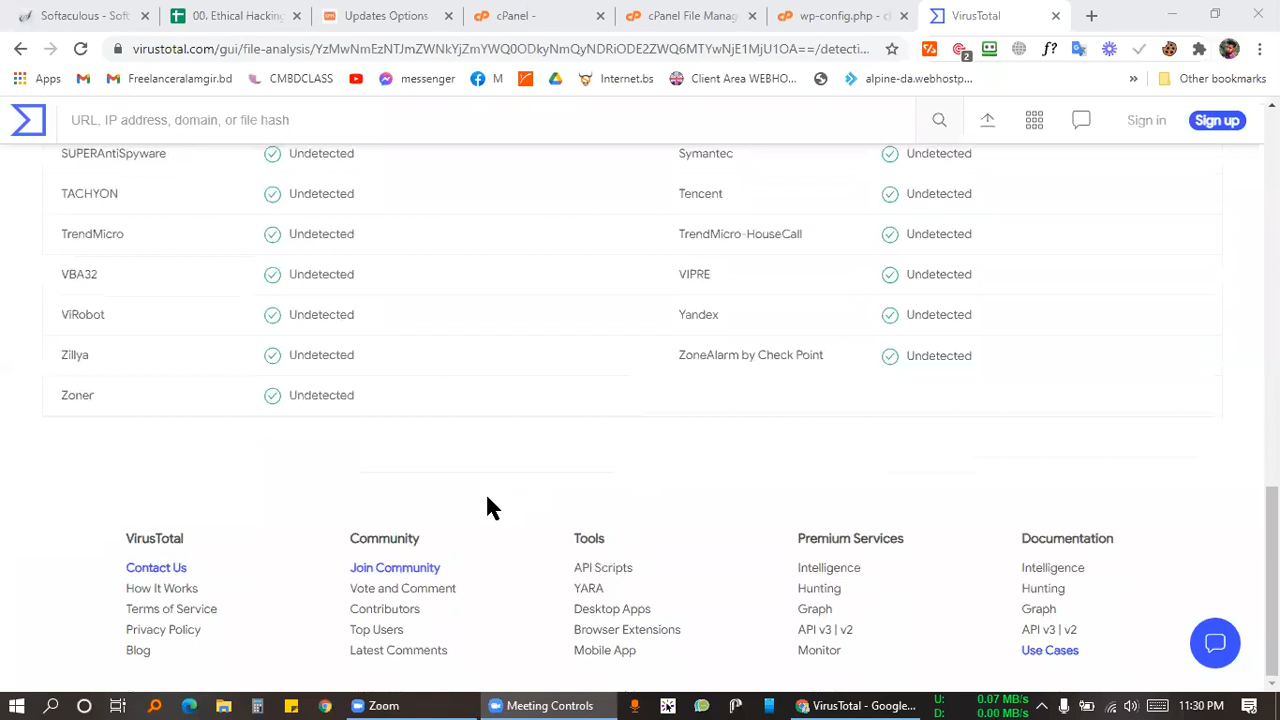 Softaculous - Soft
00. Ethical Hacking
Updates Options
cPanel -
cPanel File Manag
wp-config.php - cl
VirusTotal
virustotal.com/gui/file-analysis/YzMwNmEzNTJmZWNkYjZmYWQ0ODkyNmQyNDRiODE2ZWQ6MTYwNjE1MjU1OA==/detecti...
2
f?
Apps
Freelanceralamgir.bd
CMBDCLASS
messenger
M
Internet.bs
Client Area WEBHO...
alpine-da.webhostp...
»
Other bookmarks
URL, IP address, domain, or file hash
Sign in
Sign up
SUPERAntiSpyware Undetected Symantec Undetected
TACHYON Undetected Tencent Undetected
TrendMicro Undetected TrendMicro-HouseCall Undetected
VBA32 Undetected VIPRE Undetected
ViRobot Undetected Yandex Undetected
Zillya Undetected ZoneAlarm by Check Point Undetected
Zoner Undetected
VirusTotal
Contact Us
How It Works
Terms of Service
Privacy Policy
Blog
Community
Join Community
Vote and Comment
Contributors
Top Users
Latest Comments
Tools
API Scripts
YARA
Desktop Apps
Browser Extensions
Mobile App
Premium Services
Intelligence
Hunting
Graph
API v3 | v2
Monitor
Documentation
Intelligence
Hunting
Graph
API v3 | v2
Use Cases
Zoom
Meeting Controls
VirusTotal - Google...
U: 0.07 MB/s
D: 0.00 MB/s
11:30 PM